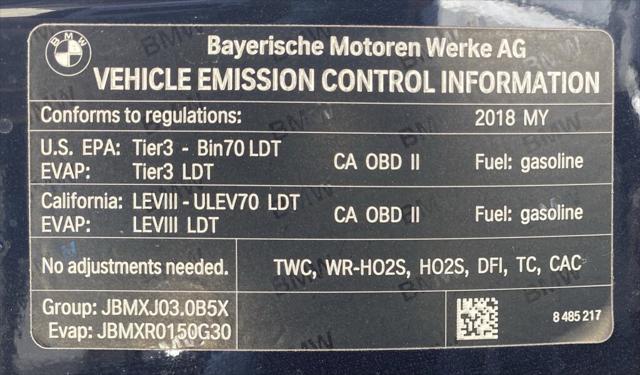 BMW
Bayerische Motoren Werke AG
VEHICLE EMISSION CONTROL INFORMATION
Conforms to regulations: 2018 MY
U.S. EPA: Tier3 - Bin70 LDT
EVAP: Tier3 LDT
CA OBD II Fuel: gasoline
California: LEVIII - ULEV70 LDT
EVAP: LEVIII LDT
CA OBD II Fuel: gasoline
No adjustments needed. TWC, WR-HO2S, HO2S, DFI, TC, CAC
Group: JBMXJ03.0B5X
Evap: JBMXR0150G30
8 485 217